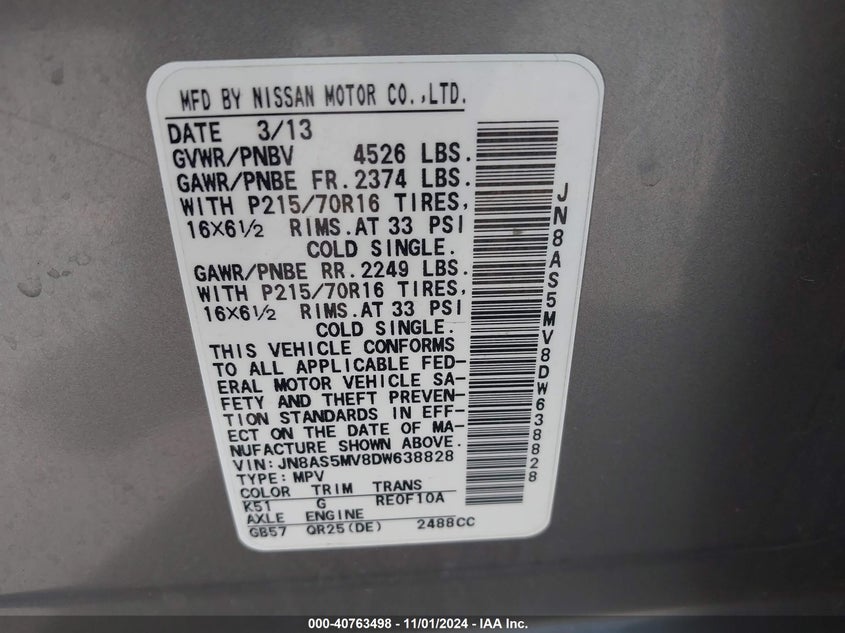 MFD BY NISSAN MOTOR CO.,LTD.
DATE 3/13
GVWR/PNBV 4526 LBS.
GAWR/PNBE FR.2374 LBS.
WITH P215/70R16 TIRES,
16X6½ RIMS.AT 33 PSI
COLD SINGLE.
GAWR/PNBE RR.2249 LBS.
WITH P215/70R16 TIRES,
16X6½ RIMS.AT 33 PSI
COLD SINGLE.
THIS VEHICLE CONFORMS
TO ALL APPLICABLE FED-
ERAL MOTOR VEHICLE SA-
FETY AND THEFT PREVEN-
TION STANDARDS IN EFF-
ECT ON THE DATE OF MA-
NUFACTURE SHOWN ABOVE.
VIN: JN8AS5MV8DW638828
TYPE: MPV
COLOR TRIM TRANS
K51 G RE0F10A
AXLE ENGINE
GB57 QR25(DE) 2488CC
JN8AS5MV8DW638828
000-40763498 - 11/01/2024 - IAA Inc.